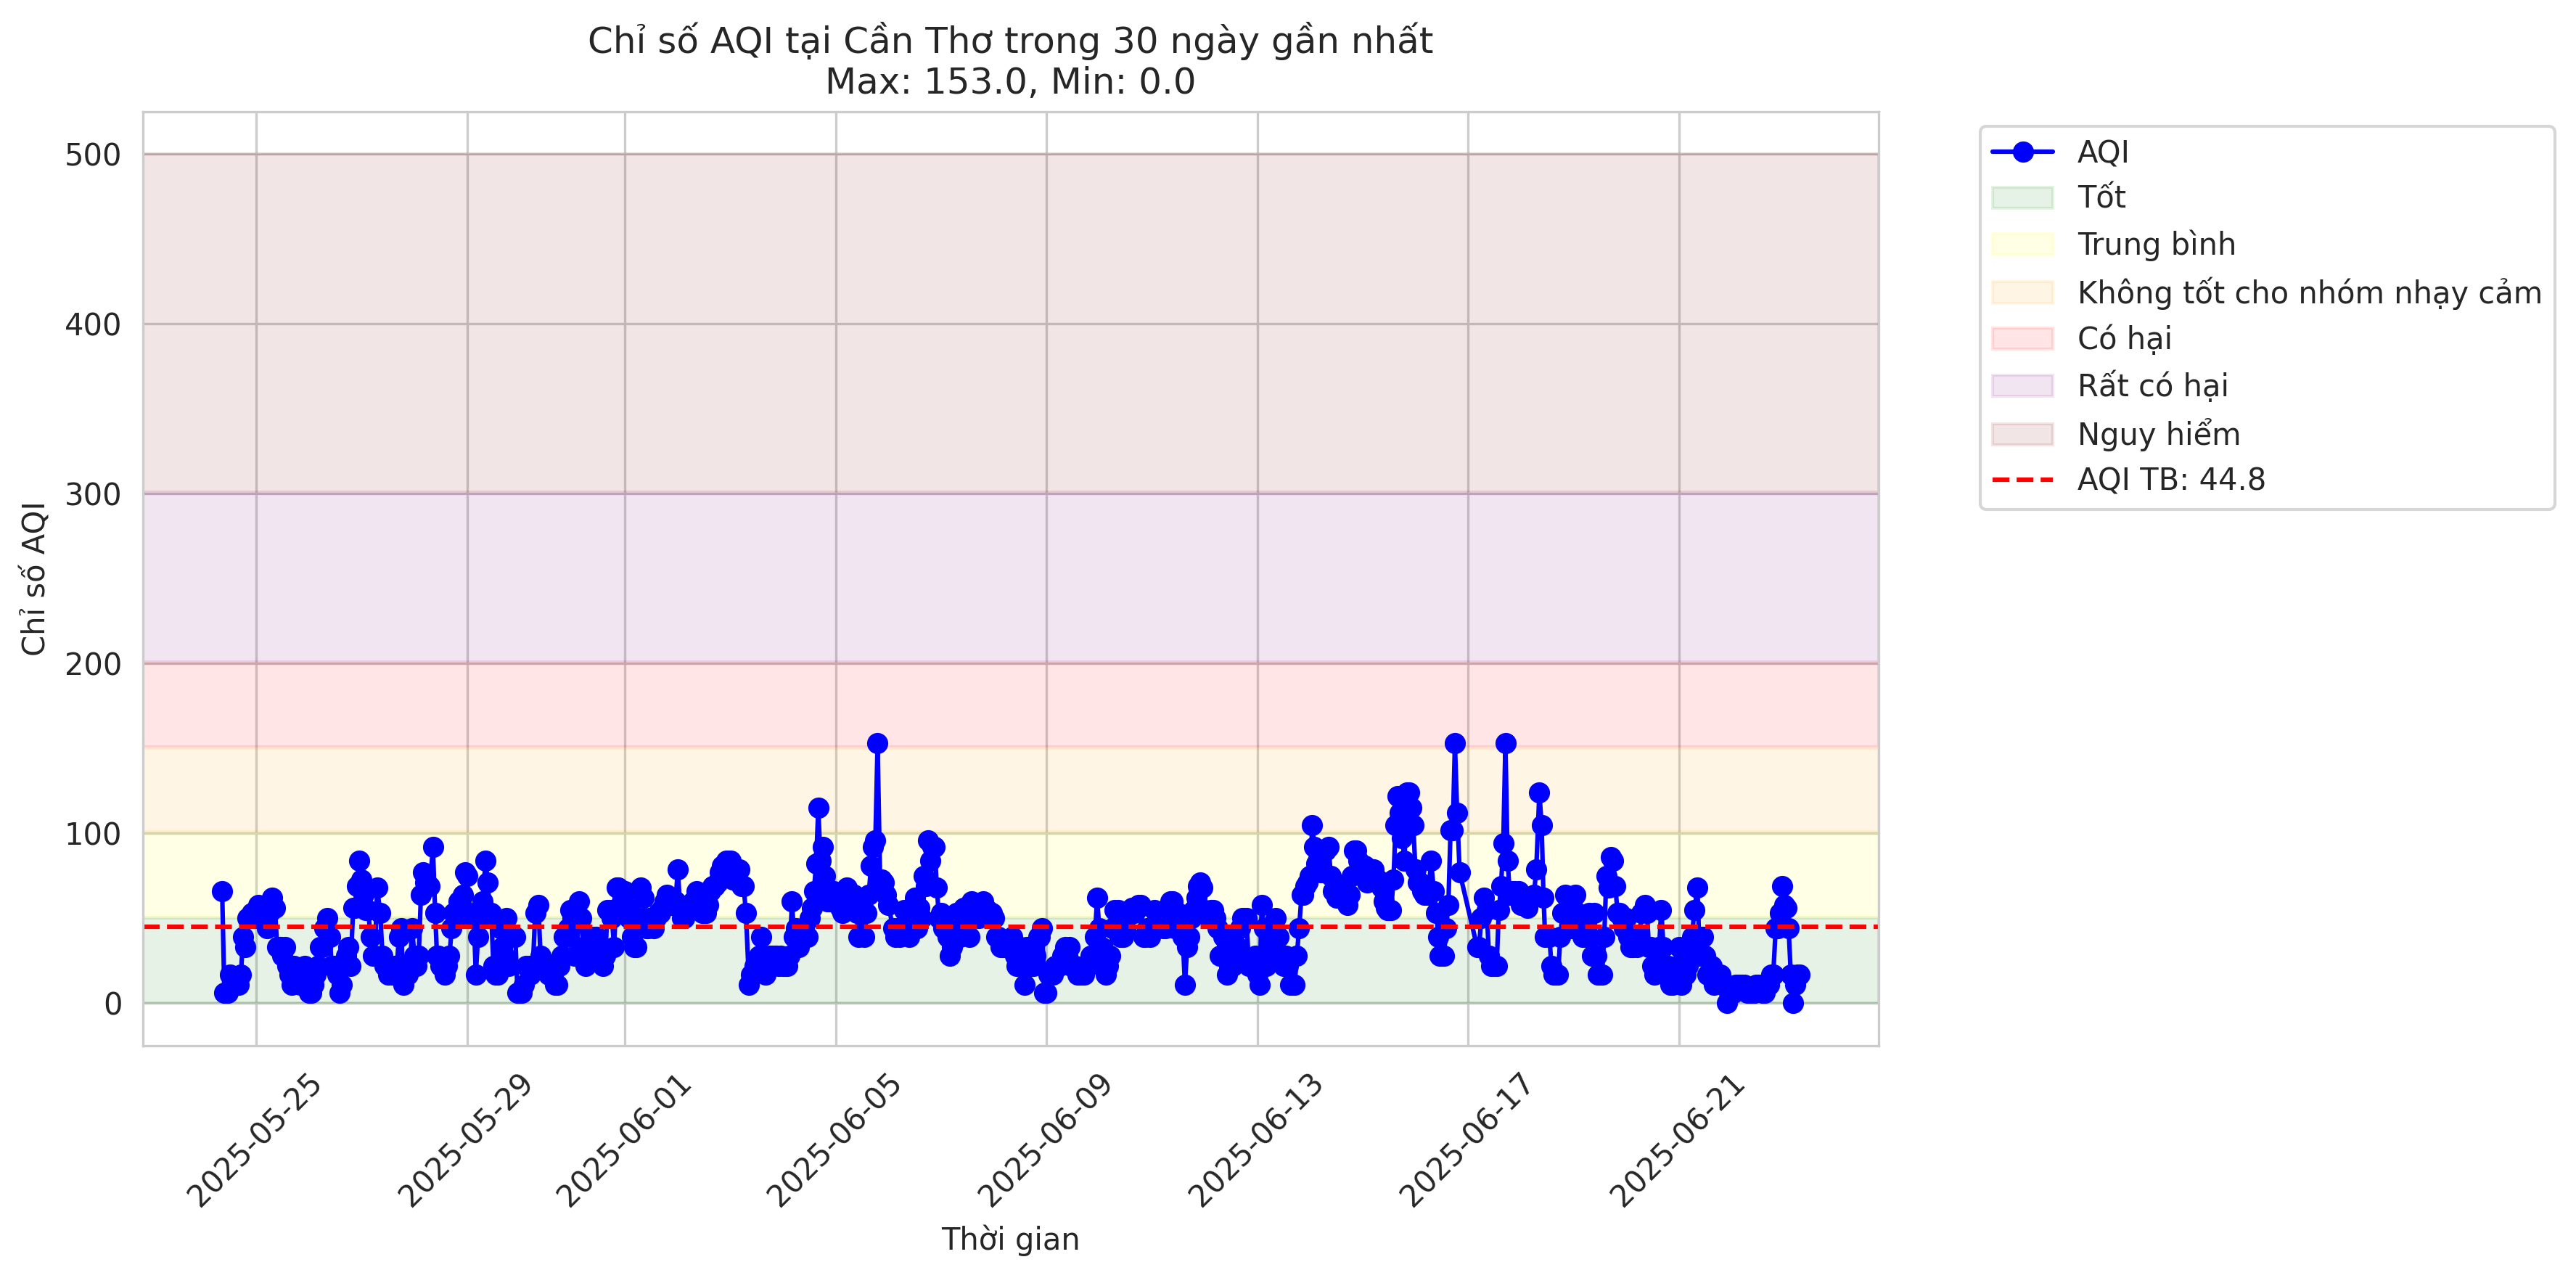 Chỉ số AQI tại Cần Thơ trong 30 ngày gần nhất
Max: 153.0, Min: 0.0
Chỉ số AQI
500
400
300
200
100
0
2025-05-25
2025-05-29
2025-06-01
2025-06-05
2025-06-09
2025-06-13
2025-06-17
2025-06-21
Thời gian
AQI
Tốt
Trung bình
Không tốt cho nhóm nhạy cảm
Có hại
Rất có hại
Nguy hiểm
AQI TB: 44.8